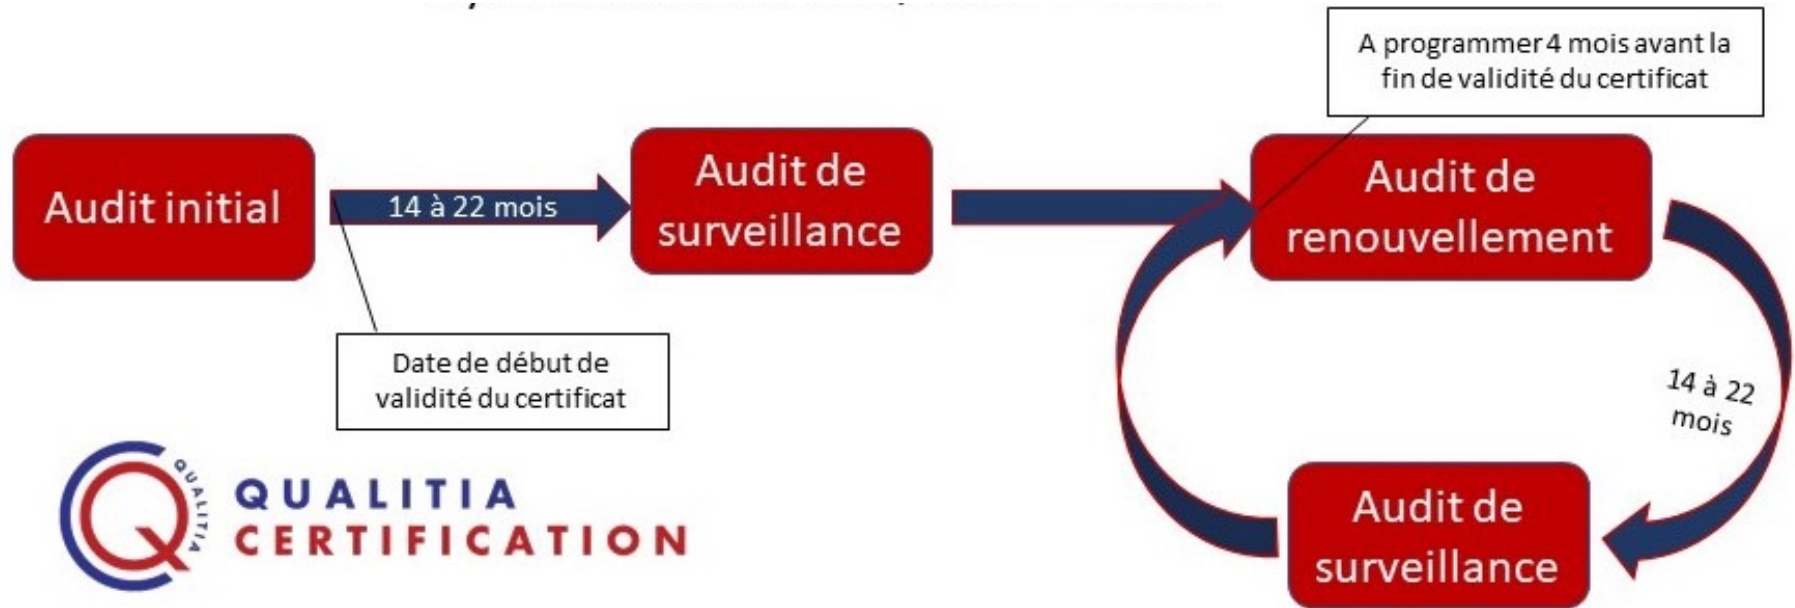 A programmer 4 mois avant la
fin de validité du certificat
Audit initial
14 à 22 mois
Audit de
surveillance
Audit de
renouvellement
Date de début de
validité du certificat
14 à 22
mois
QUALITIA
QUALITIA
CERTIFICATION
Audit de
surveillance